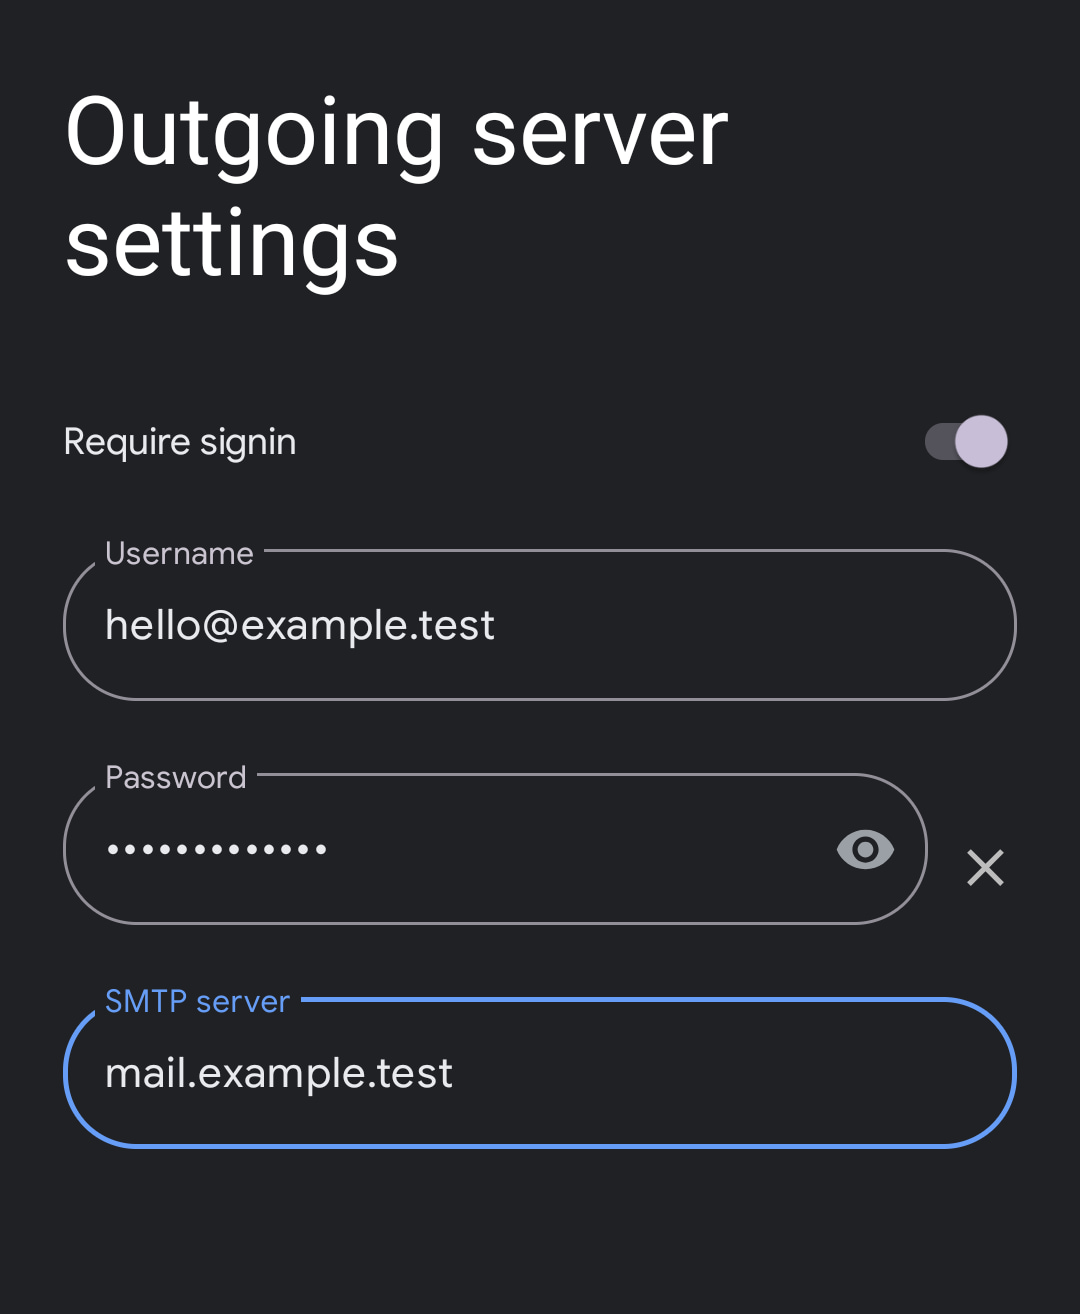 Outgoing server
settings
Require signin
Username
hello@example.test
Password
•••••••••••••
SMTP server
mail.example.test